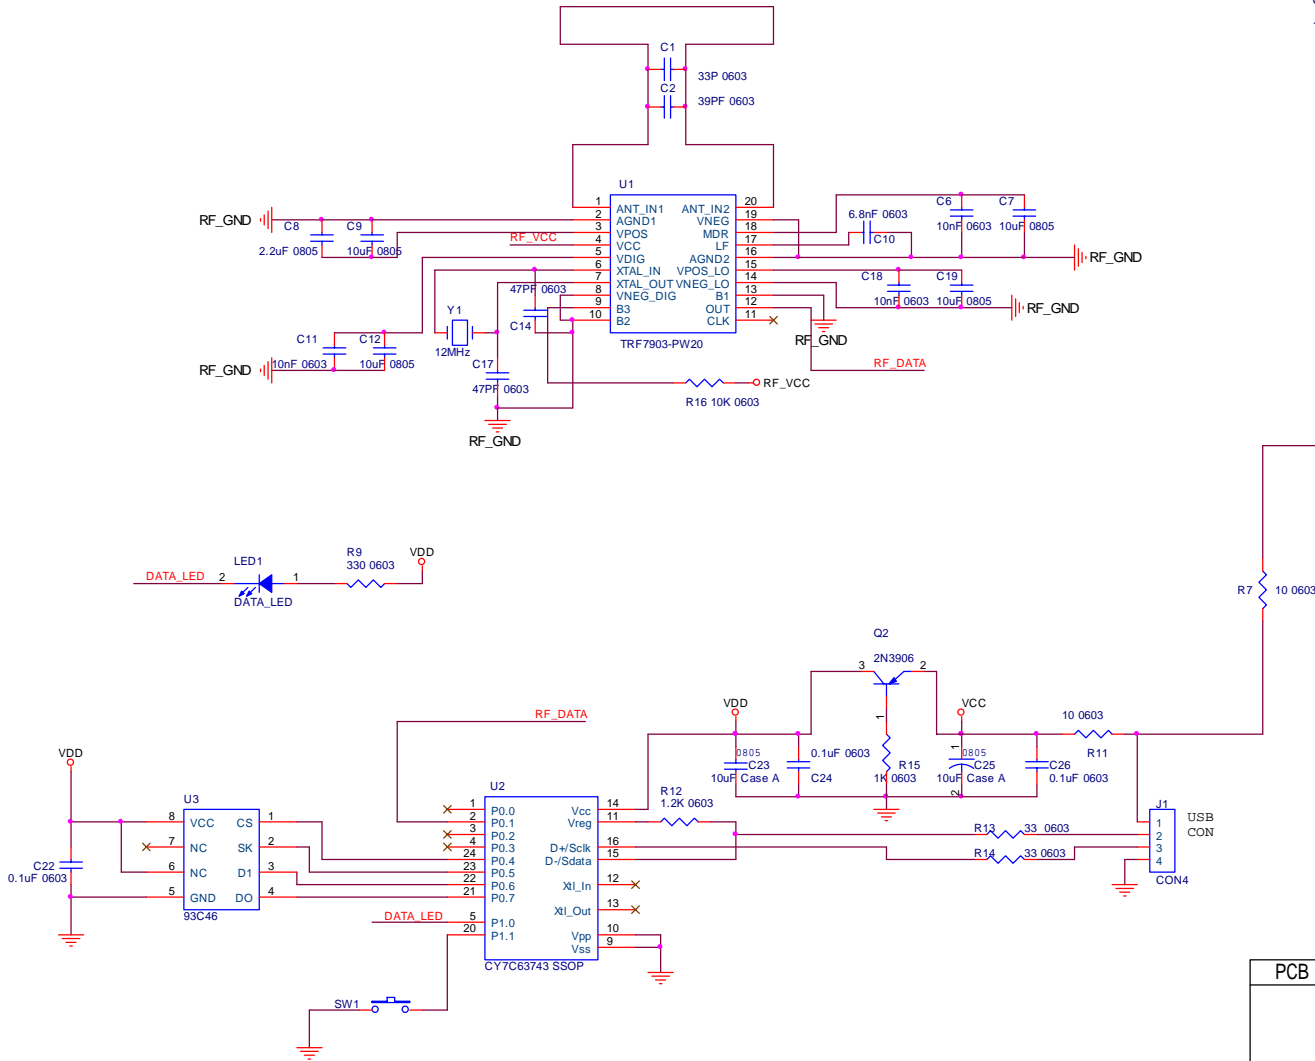 C1
33P 0603
C2
39PF 0603
U1
TRF7903-PW20
1 ANT_IN1
2 AGND1
3 VPOS
4 VCC
5 VDIG
6 XTAL_IN
7 XTAL_OUT
8 VNEG_DIG
9 B3
10 B2
ANT_IN2 20
VNEG 19
MDR 18
LF 17
AGND2 16
VPOS_LO 15
VNEG_LO 14
B1 13
OUT 12
CLK 11
RF_GND
C8
2.2uF 0805
C9
10uF 0805
RF_VCC
6.8nF 0603
C10
C6
10nF 0603
C7
10uF 0805
RF_GND
C18
10nF 0603
C19
10uF 0805
RF_GND
RF_GND
RF_DATA
47PF 0603
C14
Y1
12MHz
C17
47PF 0603
RF_GND
RF_GND
C11
10nF 0603
C12
10uF 0805
R16 10K 0603
RF_VCC
DATA_LED
2
LED1
1
DATA_LED
R9
330 0603
VDD
R7
10 0603
Q2
2N3906
3
2
1
VDD
VCC
0805
C23
10uF Case A
0.1uF 0603
C24
R15
1K 0603
1
0805
C25
10uF Case A
2
C26
0.1uF 0603
10 0603
R11
RF_DATA
VDD
U3
8 VCC
7 NC
6 NC
5 GND
CS 1
SK 2
D1 3
DO 4
93C46
C22
0.1uF 0603
U2
1 P0.0
2 P0.1
3 P0.2
4 P0.3
24 P0.4
23 P0.5
22 P0.6
21 P0.7
5 P1.0
20 P1.1
Vcc 14
Vreg 11
D+/Sclk 16
D-/Sdata 15
Xtl_In 12
Xtl_Out 13
Vpp 10
Vss 9
CY7C63743 SSOP
DATA_LED
SW1
R12
1.2K 0603
R13
33 0603
R14
33 0603
J1
1
2
3
4
CON4
USB
CON
PCB